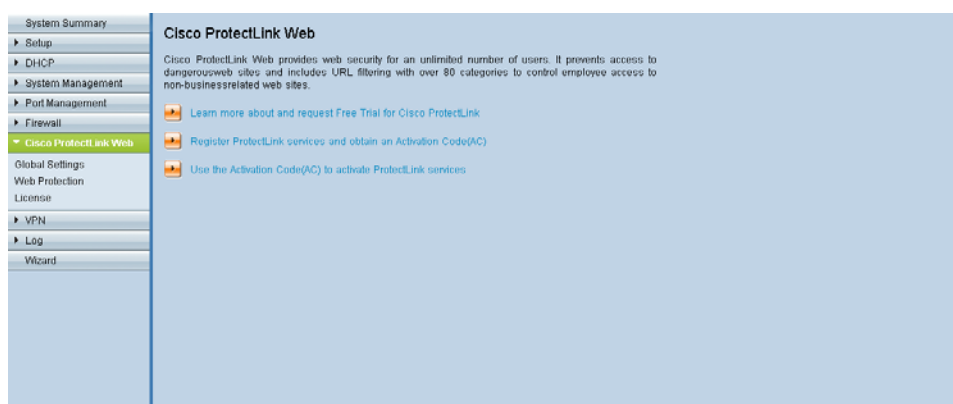 System Summary
Setup
DHCP
System Management
Port Management
Firewall
Cisco ProtectLink Web
Global Settings
Web Protection
License
VPN
Log
Wizard
Cisco ProtectLink Web
Cisco ProtectLink Web provides web security for an unlimited number of users. It prevents access to
dangerousweb sites and includes URL filtering with over 80 categories to control employee access to
non-businessrelated web sites.
Learn more about and request Free Trial for Cisco ProtectLink
Register ProtectLink services and obtain an Activation Code(AC)
Use the Activation Code(AC) to activate ProtectLink services